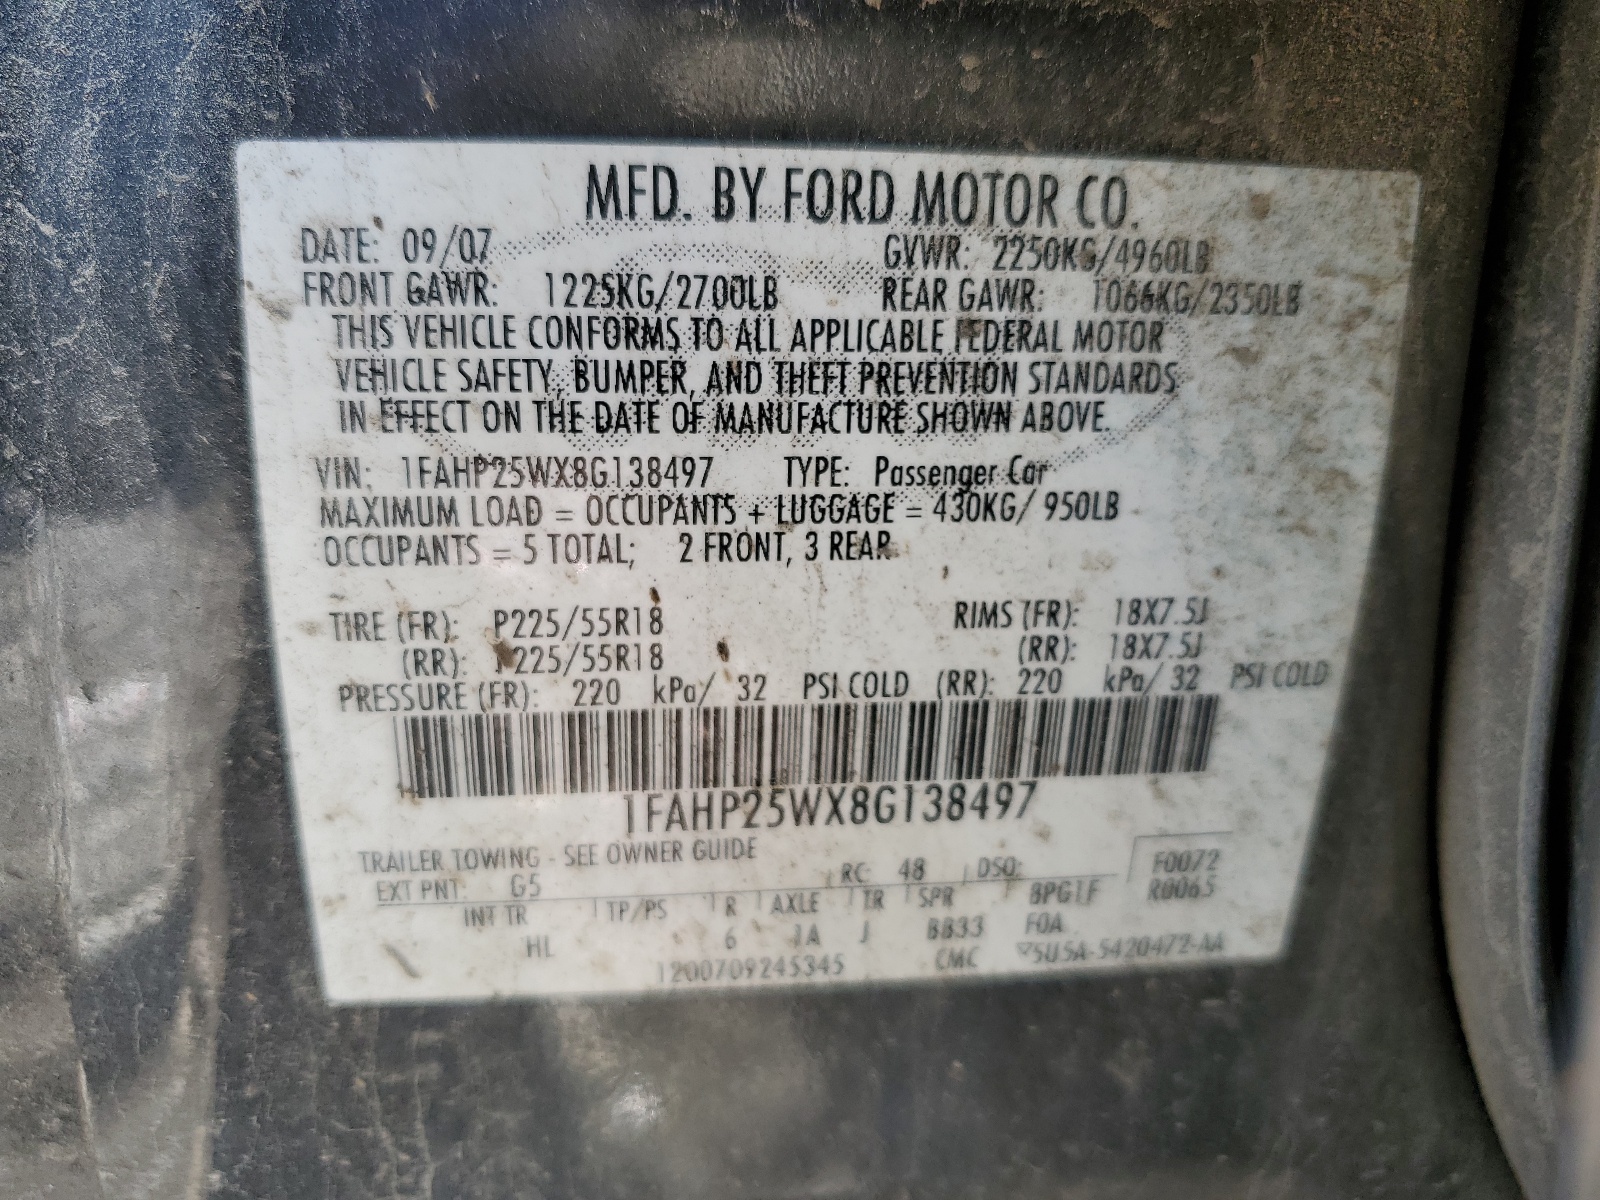 MFD. BY FORD MOTOR CO.
DATE: 09/07 GVWR: 2250KG/4960LB
FRONT GAWR: 1225KG/2700LB REAR GAWR: 1066KG/2350LB
THIS VEHICLE CONFORMS TO ALL APPLICABLE FEDERAL MOTOR
VEHICLE SAFETY, BUMPER, AND THEFT PREVENTION STANDARDS
IN EFFECT ON THE DATE OF MANUFACTURE SHOWN ABOVE.
VIN: 1FAHP25WX8G138497 TYPE: Passenger Car
MAXIMUM LOAD = OCCUPANTS + LUGGAGE = 430KG/ 950LB
OCCUPANTS = 5 TOTAL; 2 FRONT, 3 REAR
TIRE (FR): P225/55R18 RIMS (FR): 18X7.5J
(RR): P225/55R18 (RR): 18X7.5J
PRESSURE (FR): 220 kPa/ 32 PSI COLD (RR): 220 kPa/ 32 PSI COLD
1FAHP25WX8G138497
TRAILER TOWING - SEE OWNER GUIDE
EXT PNT: G5 RC: 48 DSO: F0072
INT TR TP/PS R AXLE TR SPR R0065
HL 6 1A J BB33 FOA
1200709245345 CMC